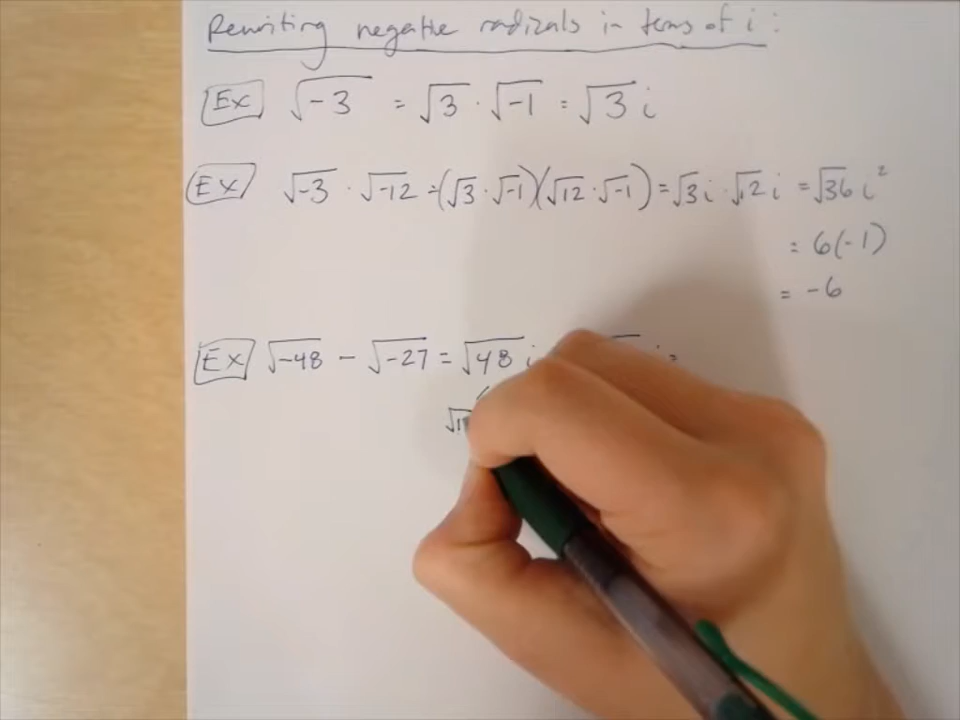 Rewriting negative radicals in terms of i :
Ex √-3 = √3 · √-1 = √3 i
Ex √-3 · √-12 = (√3 · √-1)(√12 · √-1) = √3 i · √12 i = √36 i²
= 6(-1)
= -6
Ex √-48 - √-27 = √48 i
√1